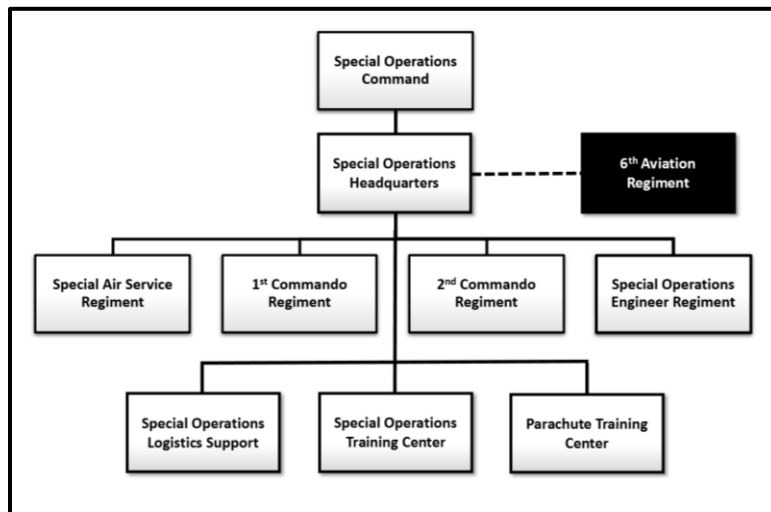 Special Operations
Command
Special Operations
Headquarters
6th Aviation
Regiment
Special Air Service
Regiment
1st Commando
Regiment
2nd Commando
Regiment
Special Operations
Engineer Regiment
Special Operations
Logistics Support
Special Operations
Training Center
Parachute Training
Center